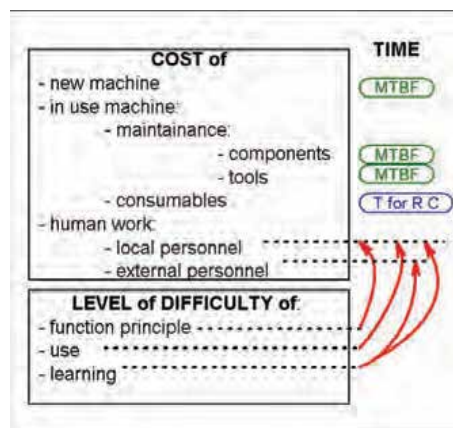 COST of TIME
- new machine MTBF
- in use machine:
- maintainance:
- components MTBF
- tools MTBF
- consumables T for R C
- human work:
- local personnel
- external personnel
LEVEL of DIFFICULTY of:
- function principle
- use
- learning